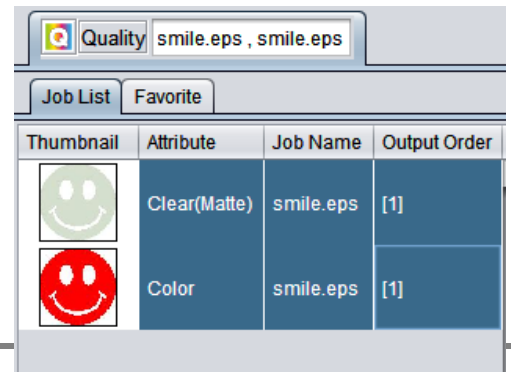 Quality smile.eps , smile.eps
Job List Favorite
Thumbnail Attribute Job Name Output Order
Clear(Matte) smile.eps [1]
Color smile.eps [1]